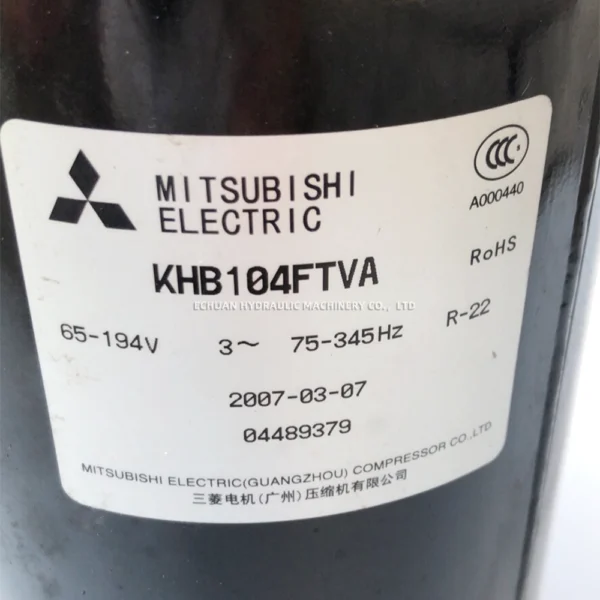 MITSUBISHI
ELECTRIC
CCC
A000440
RoHS
KHB104FTVA
ECHUAN HYDRAULIC MACHINERY CO., LTD
65-194V 3～ 75-345Hz R-22
2007-03-07
04489379
MITSUBISHI ELECTRIC(GUANGZHOU) COMPRESSOR CO.,LTD
三菱电机(广州)压缩机有限公司